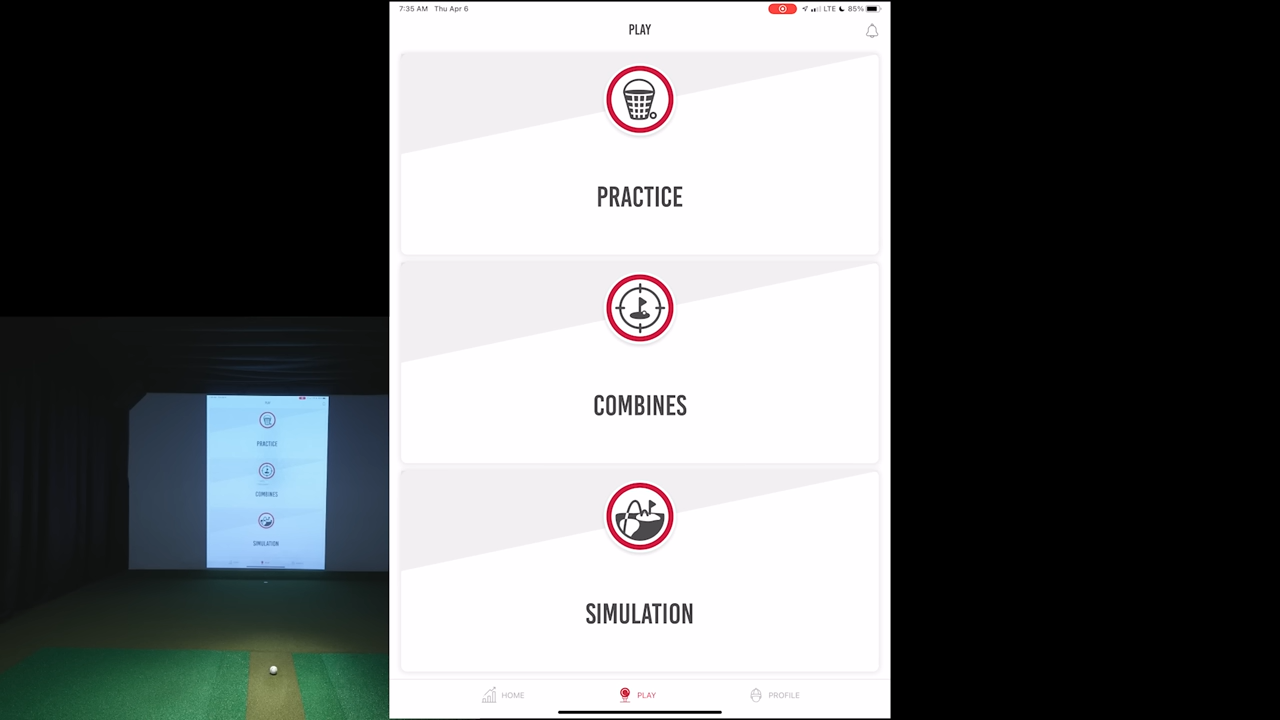 7:35 AM Thu Apr 6
LTE 85%
PLAY
PRACTICE
COMBINES
SIMULATION
HOME PLAY PROFILE
PRACTICE
COMBINES
SIMULATION